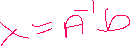 x = A⁻¹b